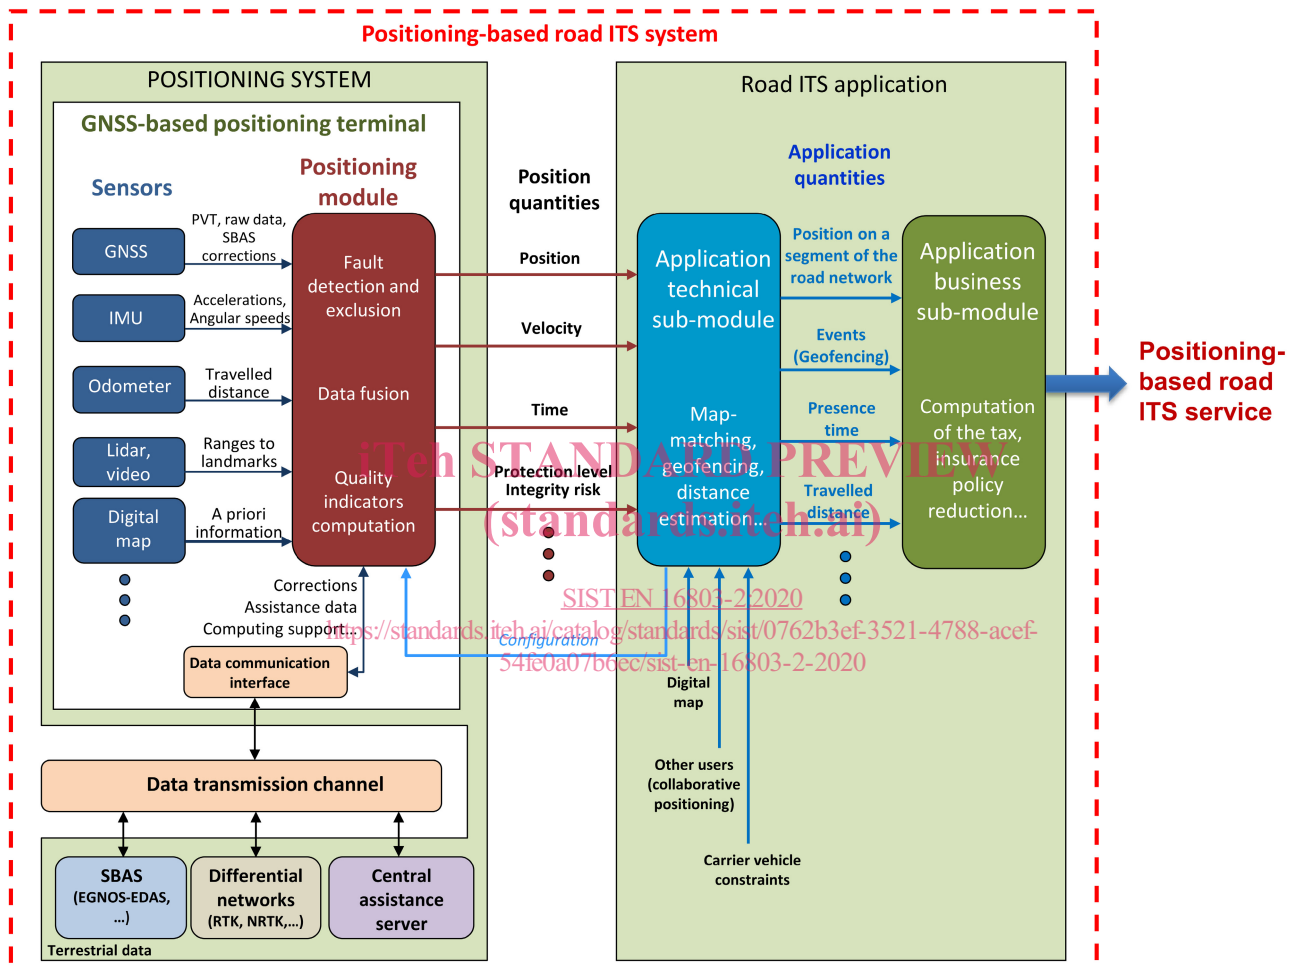 Positioning-based road ITS system
POSITIONING SYSTEM
GNSS-based positioning terminal
Sensors
Positioning
module
GNSS
IMU
Odometer
Lidar,
video
Digital
map
PVT, raw data,
SBAS
corrections
Accelerations,
Angular speeds
Travelled
distance
Ranges to
landmarks
A priori
information
Fault
detection and
exclusion
Data fusion
Quality
indicators
computation
Corrections
Assistance data
Computing support...
Data communication
interface
Data transmission channel
SBAS
(EGNOS-EDAS,
...)
Differential
networks
(RTK, NRTK,...)
Central
assistance
server
Terrestrial data
Position
quantities
Position
Velocity
Time
Protection level
Integrity risk
Configuration
Road ITS application
Application
quantities
Application
technical
sub-module
Map-
matching,
geofencing,
distance
estimation...
Position on a
segment of the
road network
Events
(Geofencing)
Presence
time
Travelled
distance
Application
business
sub-module
Computation
of the tax,
insurance
policy
reduction...
Digital
map
Other users
(collaborative
positioning)
Carrier vehicle
constraints
Positioning-
based road
ITS service
iTeh STANDARD PREVIEW
(standards.iteh.ai)
SIST EN 16803-2:2020
https://standards.iteh.ai/catalog/standards/sist/0762b3ef-3521-4788-acef-
54fe0a07b6ec/sist-en-16803-2-2020